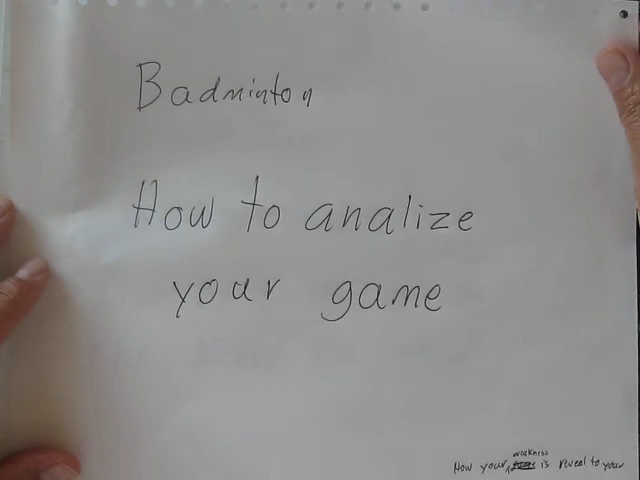 Badminton
How to analize
your game
weakness
How your is reveal to your